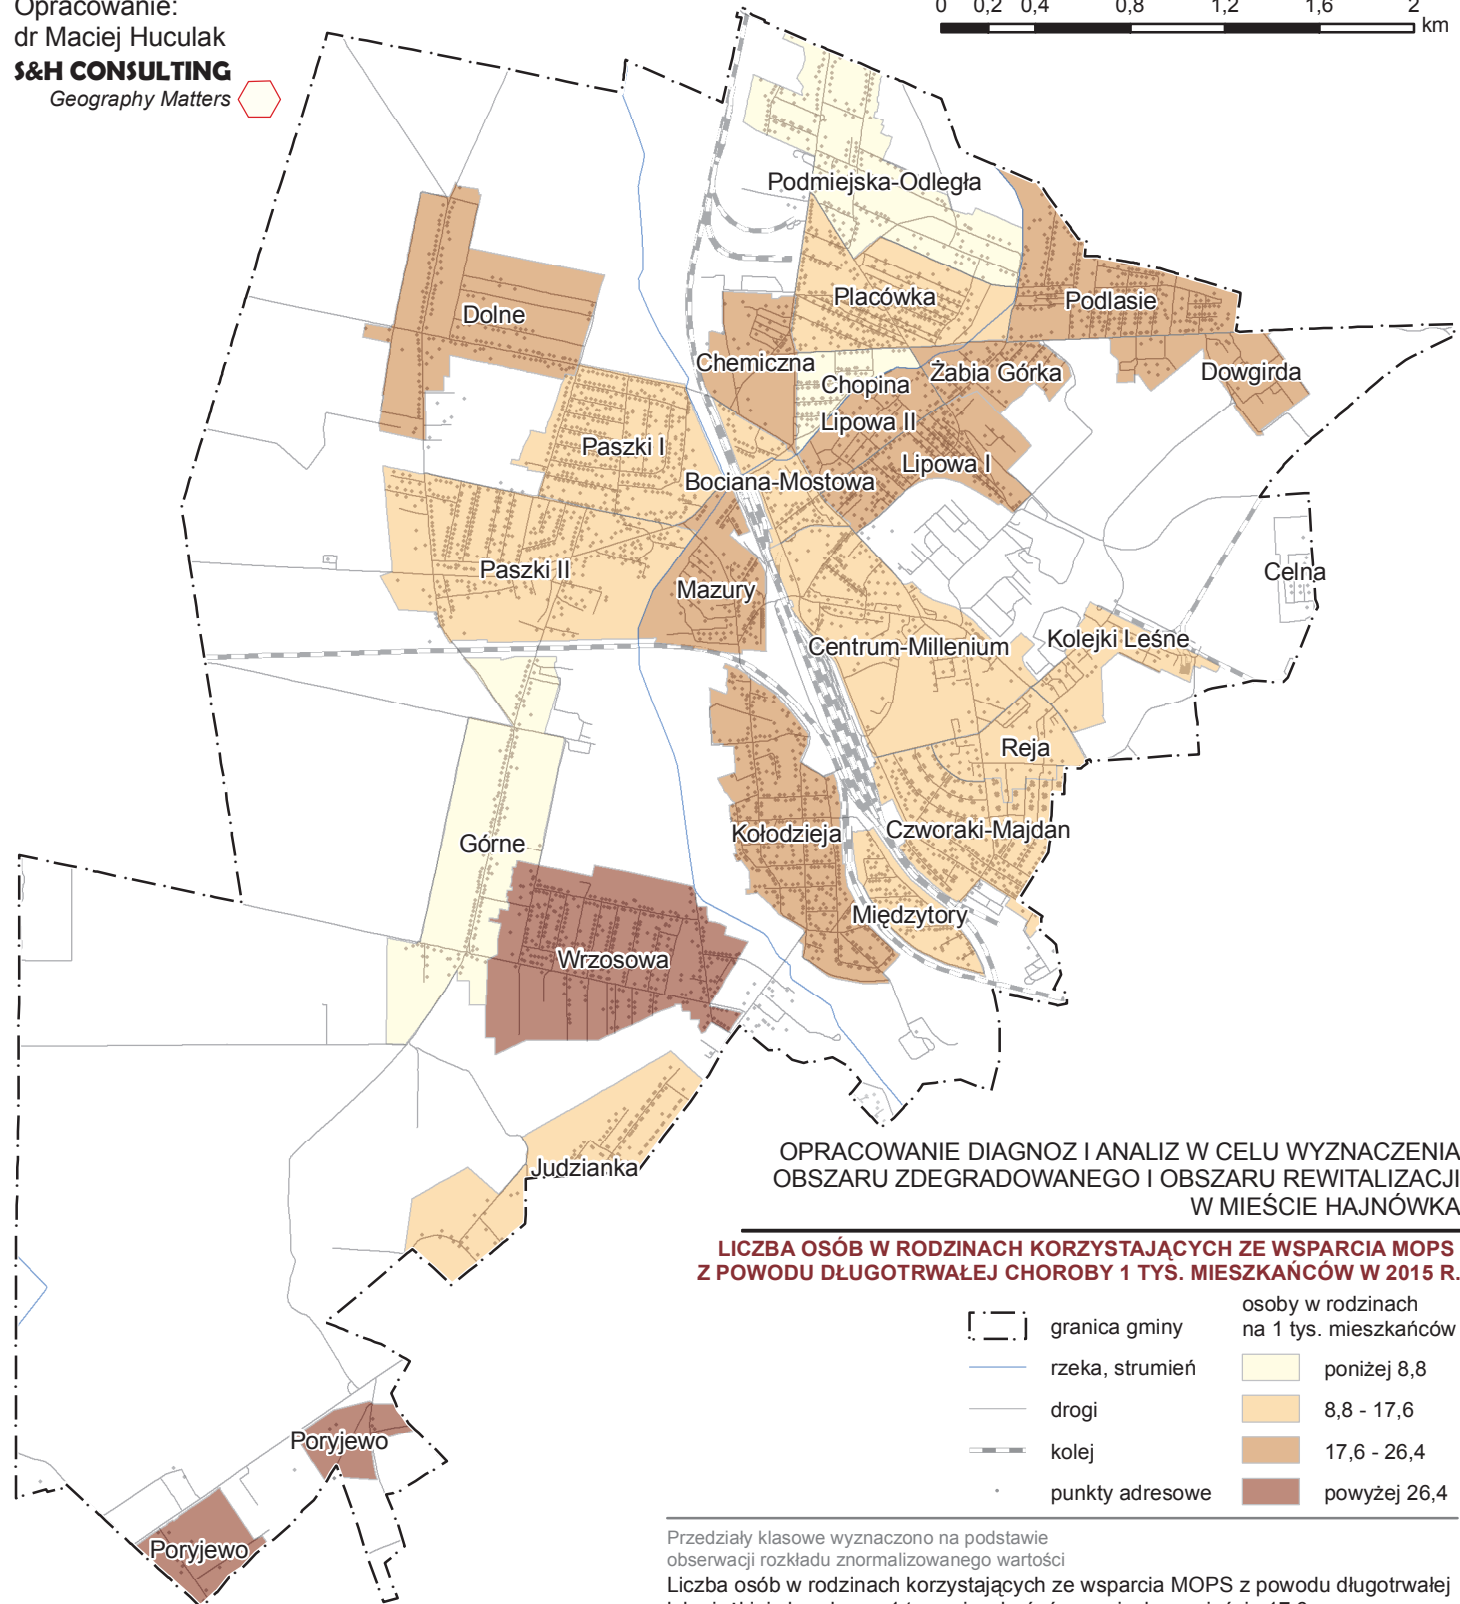 Opracowanie:
dr Maciej Huculak
S&H CONSULTING
Geography Matters
0 0,2 0,4 0,8 1,2 1,6 2
km
Podmiejska-Odległa
Placówka
Podlasie
Dolne
Chemiczna
Chopina
Żabia Górka
Dowgirda
Lipowa II
Paszki I
Lipowa I
Bociana-Mostowa
Paszki II
Mazury
Celna
Centrum-Millenium
Kolejki Leśne
Reja
Górne
Kołodzieja
Czworaki-Majdan
Międzytory
Wrzosowa
Judzianka
Poryjewo
Poryjewo
OPRACOWANIE DIAGNOZ I ANALIZ W CELU WYZNACZENIA
OBSZARU ZDEGRADOWANEGO I OBSZARU REWITALIZACJI
W MIEŚCIE HAJNÓWKA
LICZBA OSÓB W RODZINACH KORZYSTAJĄCYCH ZE WSPARCIA MOPS
Z POWODU DŁUGOTRWAŁEJ CHOROBY 1 TYS. MIESZKAŃCÓW W 2015 R.
granica gminy
rzeka, strumień
drogi
kolej
punkty adresowe
osoby w rodzinach
na 1 tys. mieszkańców
poniżej 8,8
8,8 - 17,6
17,6 - 26,4
powyżej 26,4
Przedziały klasowe wyznaczono na podstawie
obserwacji rozkładu znormalizowanego wartości
Liczba osób w rodzinach korzystających ze wsparcia MOPS z powodu długotrwałej